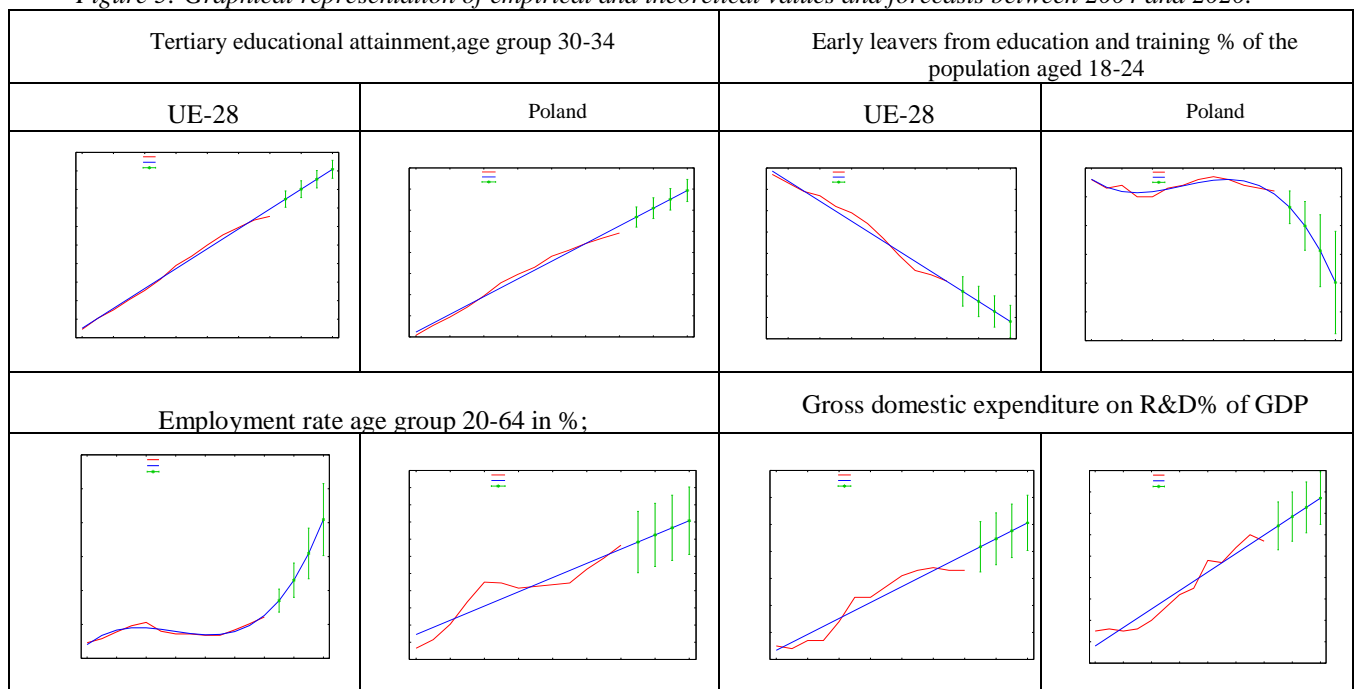 Figure 3: Graphical representation of empirical and theoretical values and forecasts between 2004 and 2020.
Tertiary educational attainment,age group 30-34
Early leavers from education and training % of the
population aged 18-24
UE-28
Poland
UE-28
Poland
Employment rate age group 20-64 in %;
Gross domestic expenditure on R&D% of GDP